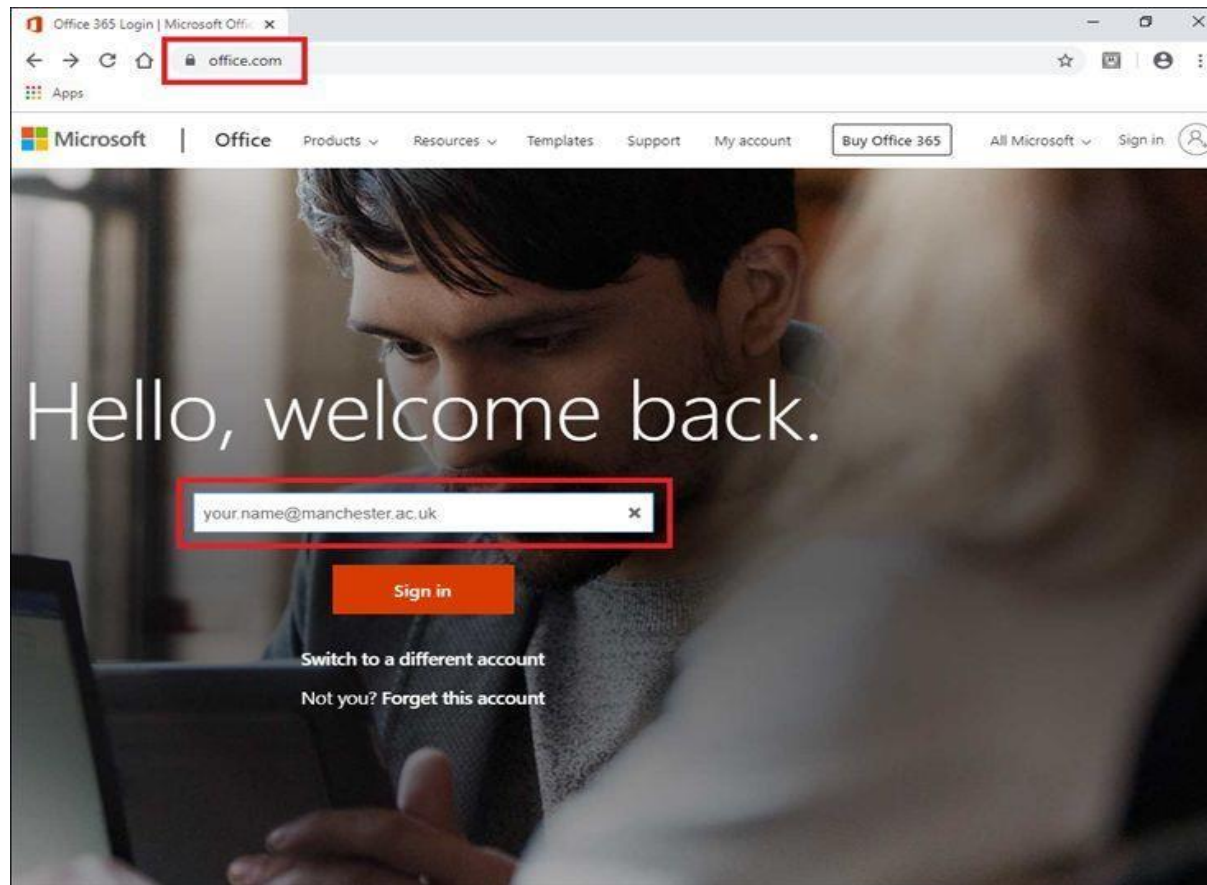 Office 365 Login | Microsoft Offi
office.com
Apps
Microsoft | Office Products Resources Templates Support My account Buy Office 365 All Microsoft Sign in
Hello, welcome back.
your.name@manchester.ac.uk
Sign in
Switch to a different account
Not you? Forget this account